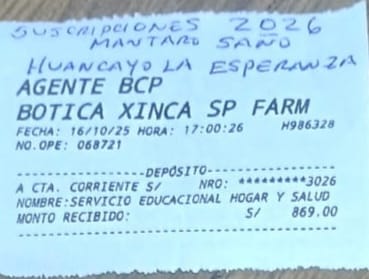 SUSCRIPCIONES 2026
MANTARO SAÑO
HUANCAYO LA ESPERANZA
AGENTE BCP
BOTICA XINCA SP FARM
FECHA: 16/10/25 HORA: 17:00:26 H986328
NO.OPE: 068721
DEPÓSITO
A CTA. CORRIENTE S/ NRO: *********3026
NOMBRE:SERVICIO EDUCACIONAL HOGAR Y SALUD
MONTO RECIBIDO: S/ 869.00